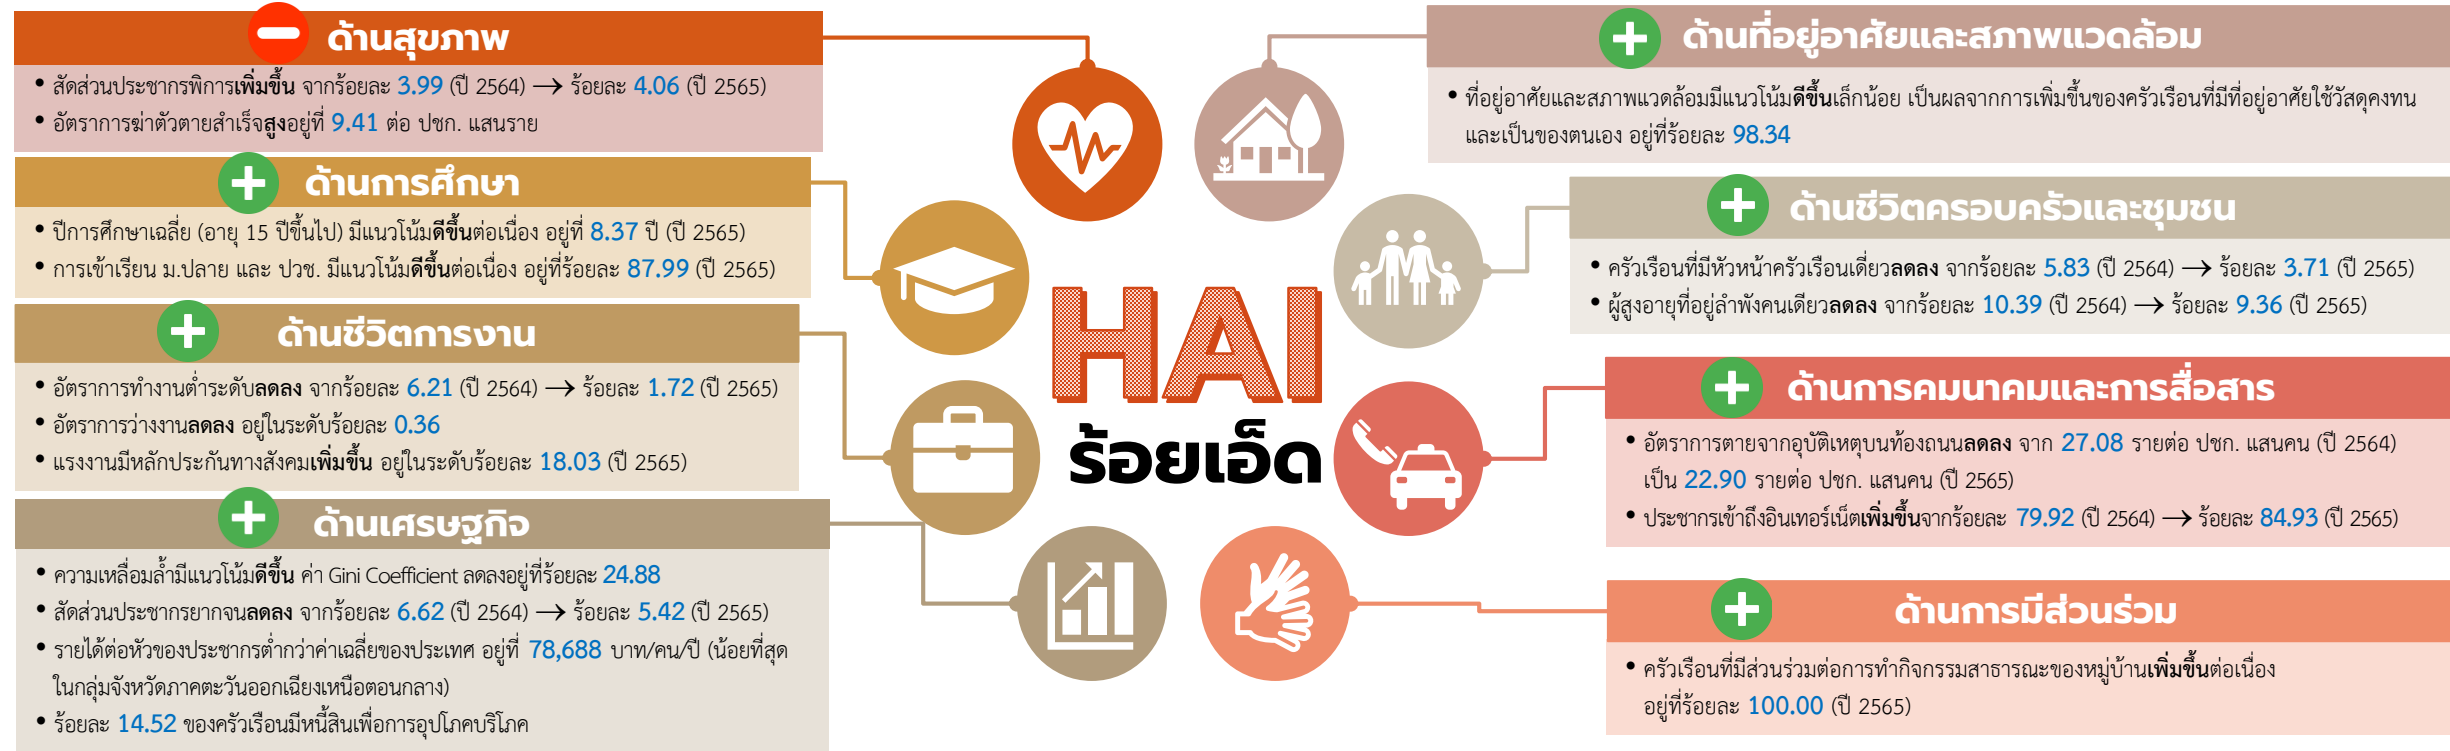 ด้านสุขภาพ
• สัดส่วนประชากรพิการเพิ่มขึ้น จากร้อยละ 3.99 (ปี 2564) → ร้อยละ 4.06 (ปี 2565)
• อัตราการฆ่าตัวตายสำเร็จสูงอยู่ที่ 9.41 ต่อ ปชก. แสนราย
ด้านการศึกษา
• ปีการศึกษาเฉลี่ย (อายุ 15 ปีขึ้นไป) มีแนวโน้มดีขึ้นต่อเนื่อง อยู่ที่ 8.37 ปี (ปี 2565)
• การเข้าเรียน ม.ปลาย และ ปวช. มีแนวโน้มดีขึ้นต่อเนื่อง อยู่ที่ร้อยละ 87.99 (ปี 2565)
ด้านชีวิตการงาน
• อัตราการทำงานต่ำระดับลดลง จากร้อยละ 6.21 (ปี 2564) → ร้อยละ 1.72 (ปี 2565)
• อัตราการว่างงานลดลง อยู่ในระดับร้อยละ 0.36
• แรงงานมีหลักประกันทางสังคมเพิ่มขึ้น อยู่ในระดับร้อยละ 18.03 (ปี 2565)
ด้านเศรษฐกิจ
• ความเหลื่อมล้ำมีแนวโน้มดีขึ้น ค่า Gini Coefficient ลดลงอยู่ที่ร้อยละ 24.88
• สัดส่วนประชากรยากจนลดลง จากร้อยละ 6.62 (ปี 2564) → ร้อยละ 5.42 (ปี 2565)
• รายได้ต่อหัวของประชากรต่ำกว่าค่าเฉลี่ยของประเทศ อยู่ที่ 78,688 บาท/คน/ปี (น้อยที่สุด
ในกลุ่มจังหวัดภาคตะวันออกเฉียงเหนือตอนกลาง)
• ร้อยละ 14.52 ของครัวเรือนมีหนี้สินเพื่อการอุปโภคบริโภค
HAI
ร้อยเอ็ด
ด้านที่อยู่อาศัยและสภาพแวดล้อม
• ที่อยู่อาศัยและสภาพแวดล้อมมีแนวโน้มดีขึ้นเล็กน้อย เป็นผลจากการเพิ่มขึ้นของครัวเรือนที่มีที่อยู่อาศัยใช้วัสดุคงทน
และเป็นของตนเอง อยู่ที่ร้อยละ 98.34
ด้านชีวิตครอบครัวและชุมชน
• ครัวเรือนที่มีหัวหน้าครัวเรือนเดี่ยวลดลง จากร้อยละ 5.83 (ปี 2564) → ร้อยละ 3.71 (ปี 2565)
• ผู้สูงอายุที่อยู่ลำพังคนเดียวลดลง จากร้อยละ 10.39 (ปี 2564) → ร้อยละ 9.36 (ปี 2565)
ด้านการคมนาคมและการสื่อสาร
• อัตราการตายจากอุบัติเหตุบนท้องถนนลดลง จาก 27.08 รายต่อ ปชก. แสนคน (ปี 2564)
เป็น 22.90 รายต่อ ปชก. แสนคน (ปี 2565)
• ประชากรเข้าถึงอินเทอร์เน็ตเพิ่มขึ้นจากร้อยละ 79.92 (ปี 2564) → ร้อยละ 84.93 (ปี 2565)
ด้านการมีส่วนร่วม
• ครัวเรือนที่มีส่วนร่วมต่อการทำกิจกรรมสาธารณะของหมู่บ้านเพิ่มขึ้นต่อเนื่อง
อยู่ที่ร้อยละ 100.00 (ปี 2565)